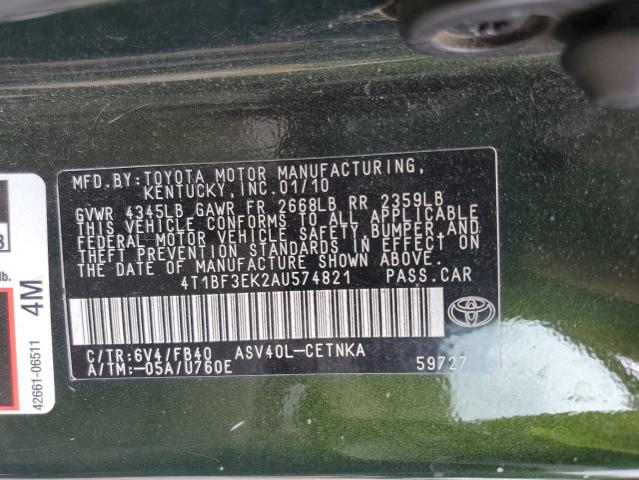 MFD.BY:TOYOTA MOTOR MANUFACTURING,
KENTUCKY,INC.01/10
GVWR 4345LB GAWR FR 2668LB RR 2359LB
THIS VEHICLE CONFORMS TO ALL APPLICABLE
FEDERAL MOTOR VEHICLE SAFETY,BUMPER,AND
THEFT PREVENTION STANDARDS IN EFFECT ON
THE DATE OF MANUFACTURE SHOWN ABOVE.
4T1BF3EK2AU574821 PASS.CAR
C/TR:6V4/FB40 ASV40L-CETNKA
A/TM:-05A/U760E 59727
lb.
4M
42661-06511